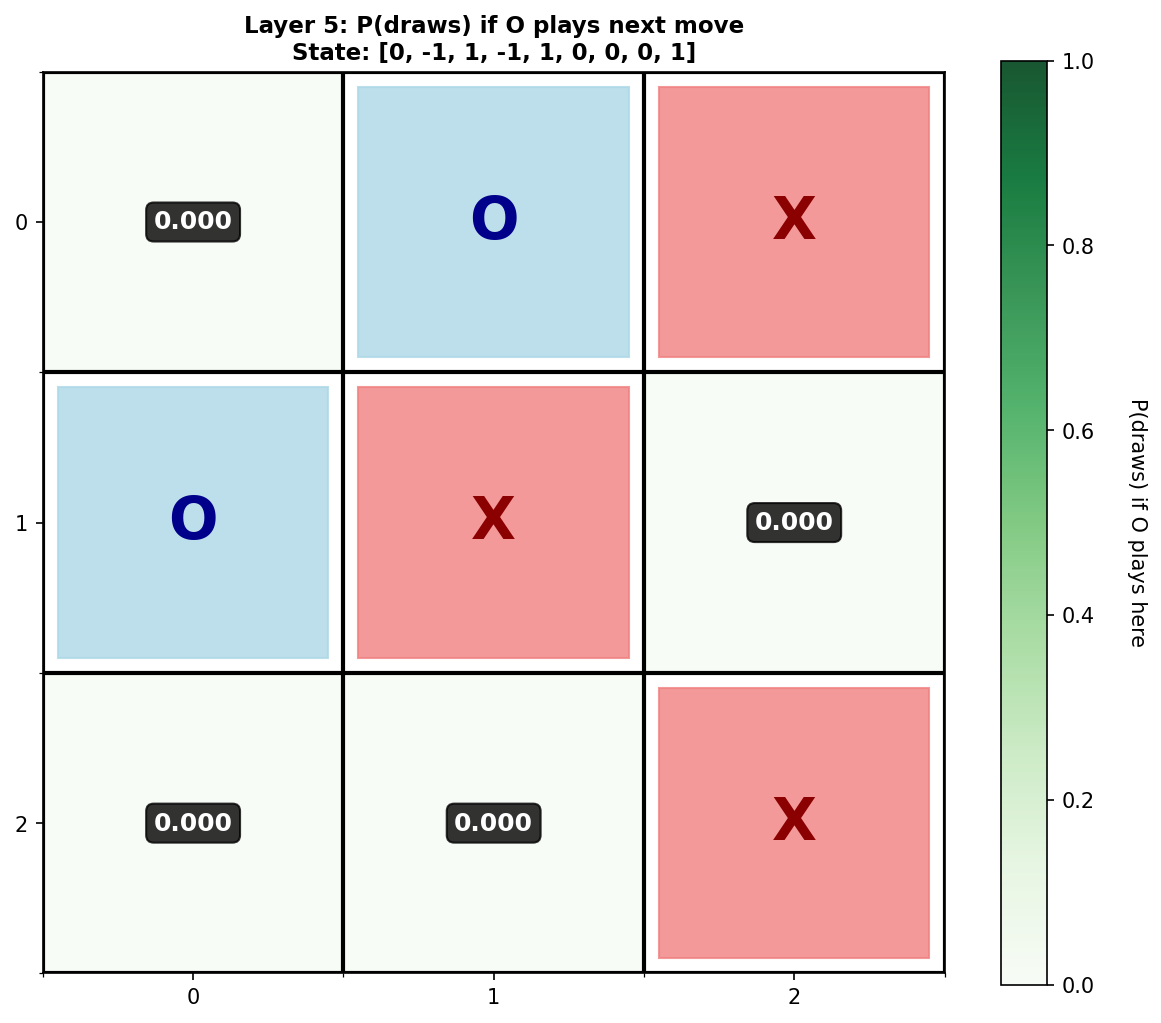 Layer 5: P(draws) if O plays next move
State: [0, -1, 1, -1, 1, 0, 0, 0, 1]
0
0.000
O
X
1
O
X
0.000
2
0.000
0.000
X
0
1
2
1.0
0.8
0.6
0.4
0.2
0.0
P(draws) if O plays here